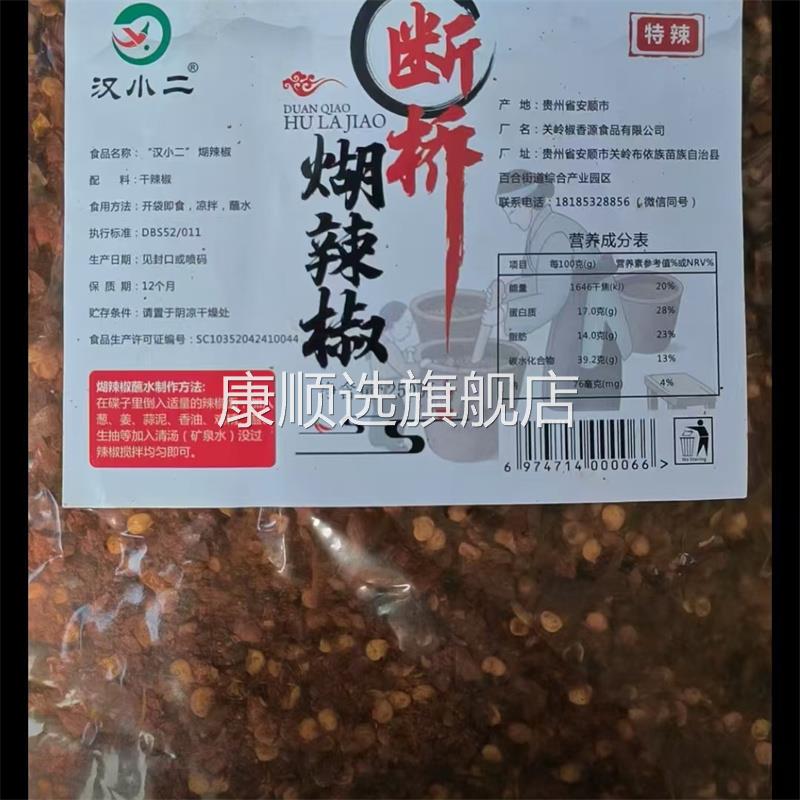 汉小二®
断桥
DUAN QIAO
HU LA JIAO
煳辣椒
特辣
食品名称：“汉小二”煳辣椒
配 料：干辣椒
食用方法：开袋即食，凉拌，蘸水
执行标准：DBS52/011
生产日期：见封口或喷码
保 质 期：12个月
贮存条件：请置于阴凉干燥处
食品生产许可证编号：SC10352042410044
煳辣椒蘸水制作方法：
在碟子里倒入适量的辣椒
葱、姜、蒜泥、香油、
生抽等加入清汤（矿泉水）没过
辣椒搅拌均匀即可。
产 地：贵州省安顺市
厂 名：关岭椒香源食品有限公司
厂 址：贵州省安顺市关岭布依族苗族自治县
百合街道综合产业园区
联系电话：18185328856（微信同号）
营养成分表
项目 每100克(g) 营养素参考值%或NRV%
能量 1646千焦(kJ) 20%
蛋白质 17.0克(g) 28%
脂肪 14.0克(g) 23%
碳水化合物 39.2克(g) 13%
76毫克(mg) 4%
康顺选旗舰店
6 974714 000066 >
No littering